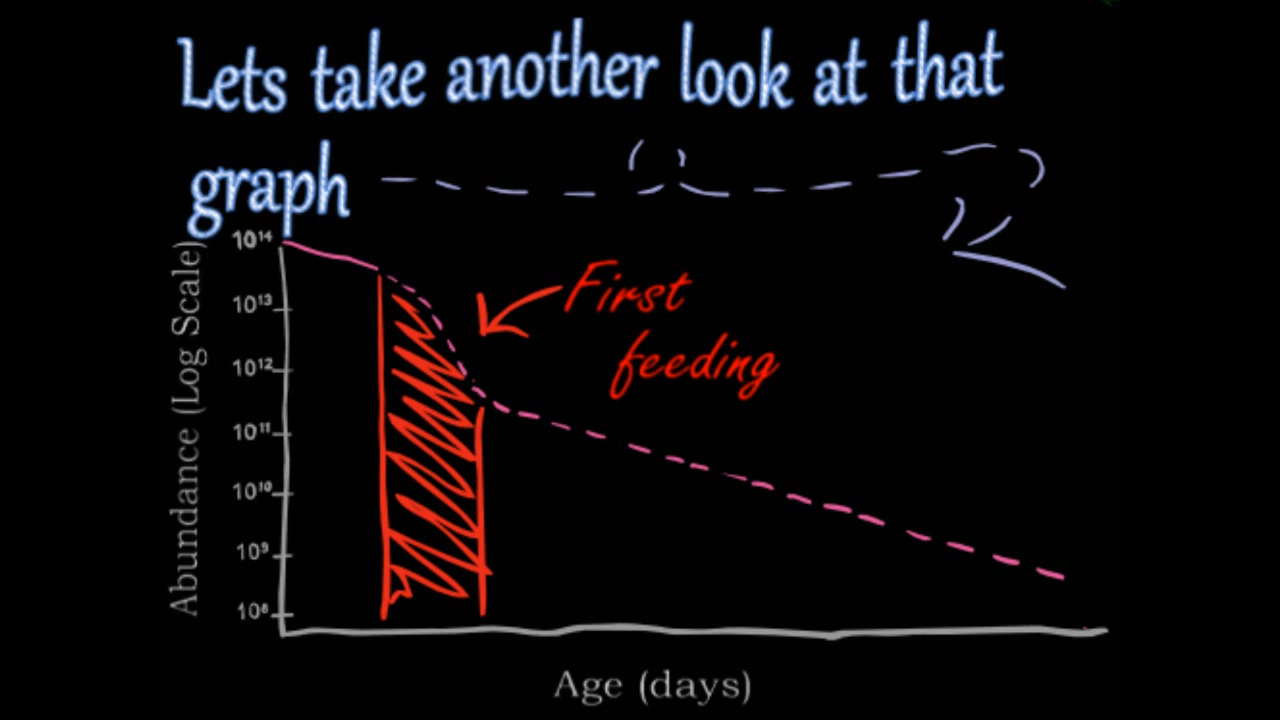 Lets take another look at that
graph
Abundance (Log Scale)
10¹⁴
10¹³
10¹²
10¹¹
10¹⁰
10⁹
10⁸
First
feeding
Age (days)